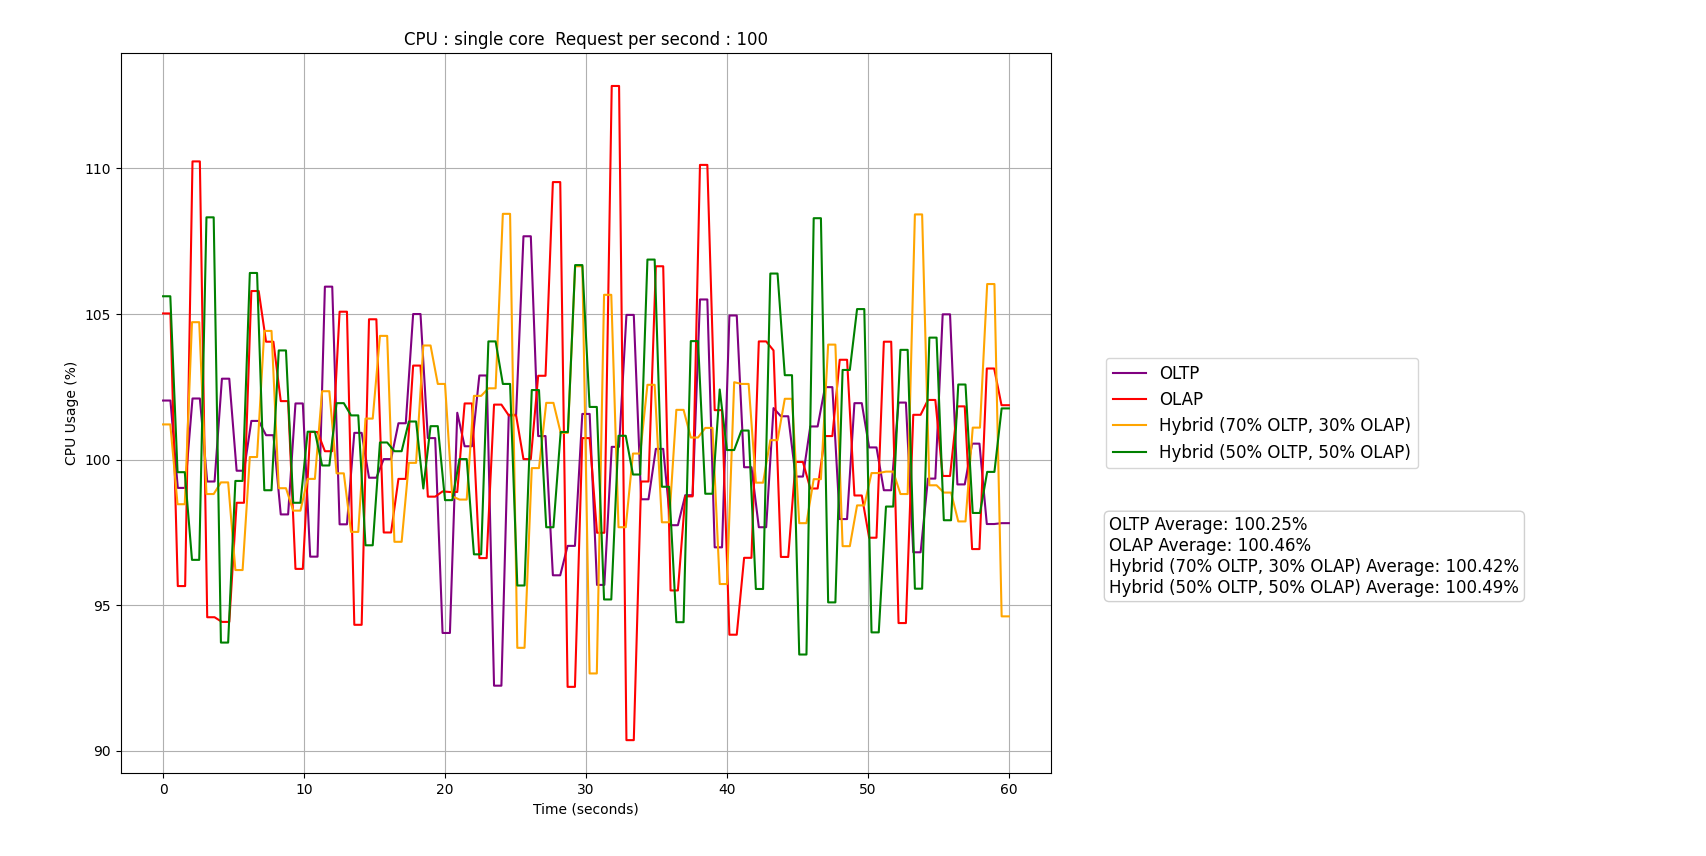 CPU : single core  Request per second : 100
CPU Usage (%)
110
105
100
95
90
0 10 20 30 40 50 60
Time (seconds)
OLTP
OLAP
Hybrid (70% OLTP, 30% OLAP)
Hybrid (50% OLTP, 50% OLAP)
OLTP Average: 100.25%
OLAP Average: 100.46%
Hybrid (70% OLTP, 30% OLAP) Average: 100.42%
Hybrid (50% OLTP, 50% OLAP) Average: 100.49%